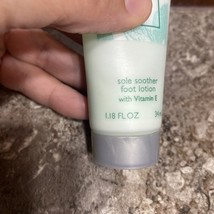 sole soother
foot lotion
with Vitamin E
1.18 FL OZ